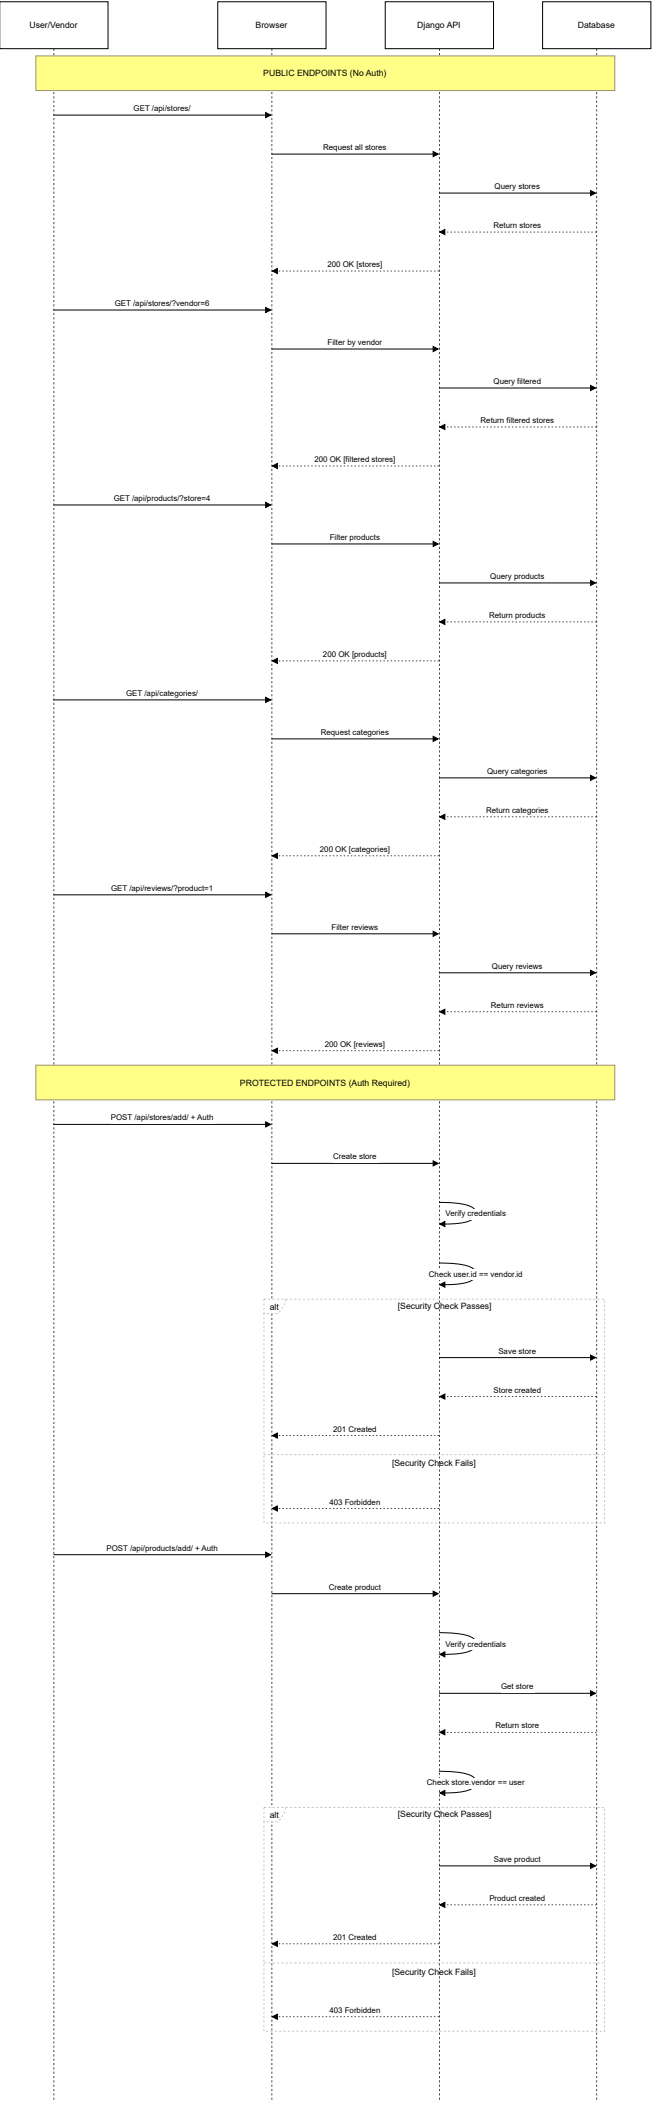 User/Vendor
Browser
Django API
Database
PUBLIC ENDPOINTS (No Auth)
GET /api/stores/
Request all stores
Query stores
Return stores
200 OK [stores]
GET /api/stores/?vendor=6
Filter by vendor
Query filtered
Return filtered stores
200 OK [filtered stores]
GET /api/products/?store=4
Filter products
Query products
Return products
200 OK [products]
GET /api/categories/
Request categories
Query categories
Return categories
200 OK [categories]
GET /api/reviews/?product=1
Filter reviews
Query reviews
Return reviews
200 OK [reviews]
PROTECTED ENDPOINTS (Auth Required)
POST /api/stores/add/ + Auth
Create store
Verify credentials
Check user.id == vendor.id
alt
[Security Check Passes]
Save store
Store created
201 Created
[Security Check Fails]
403 Forbidden
POST /api/products/add/ + Auth
Create product
Verify credentials
Get store
Return store
Check store.vendor == user
alt
[Security Check Passes]
Save product
Product created
201 Created
[Security Check Fails]
403 Forbidden